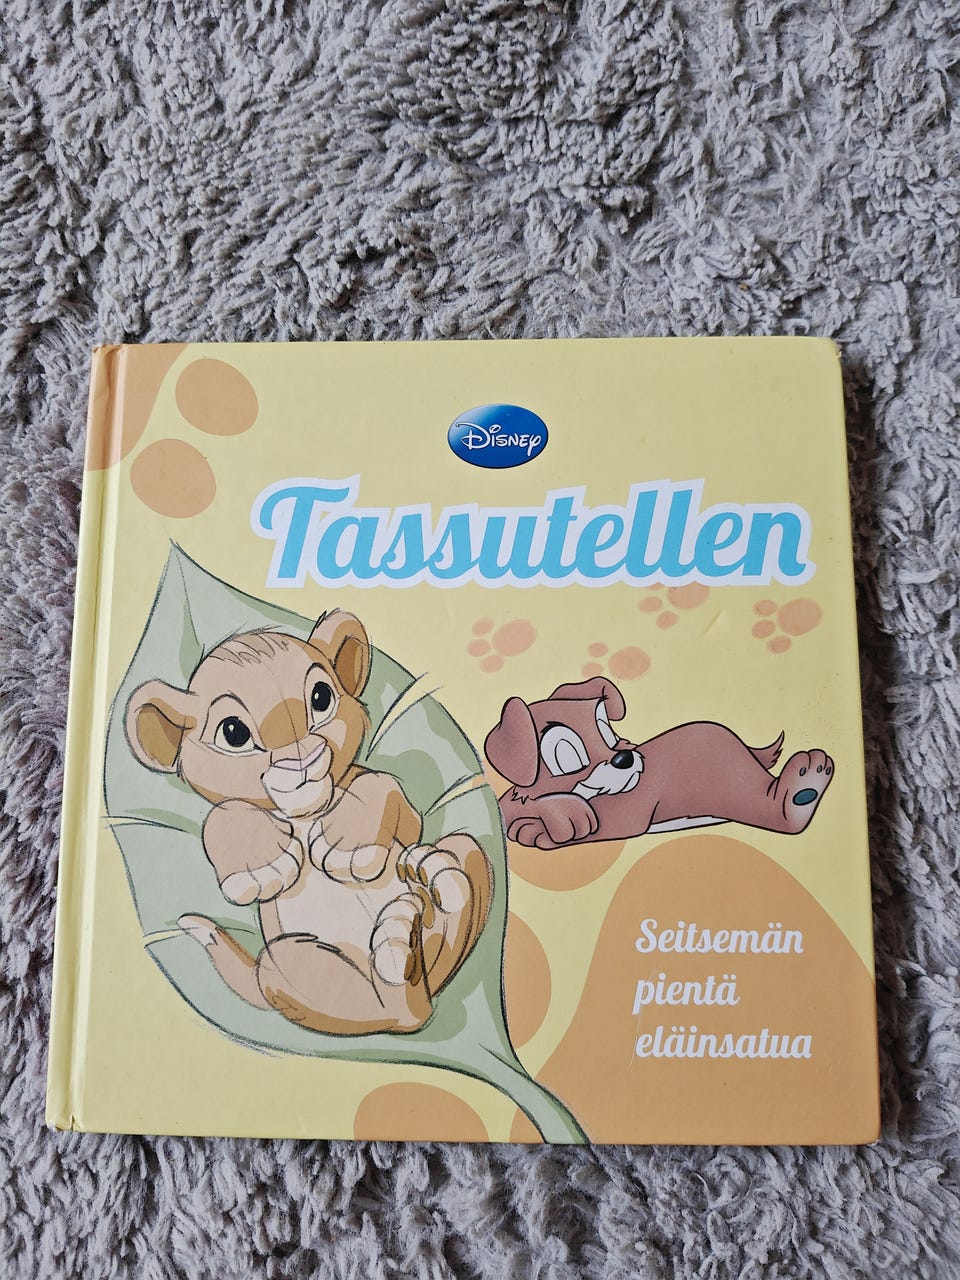 Disney
Tassutellen
Seitsemän
pientä
eläinsatua